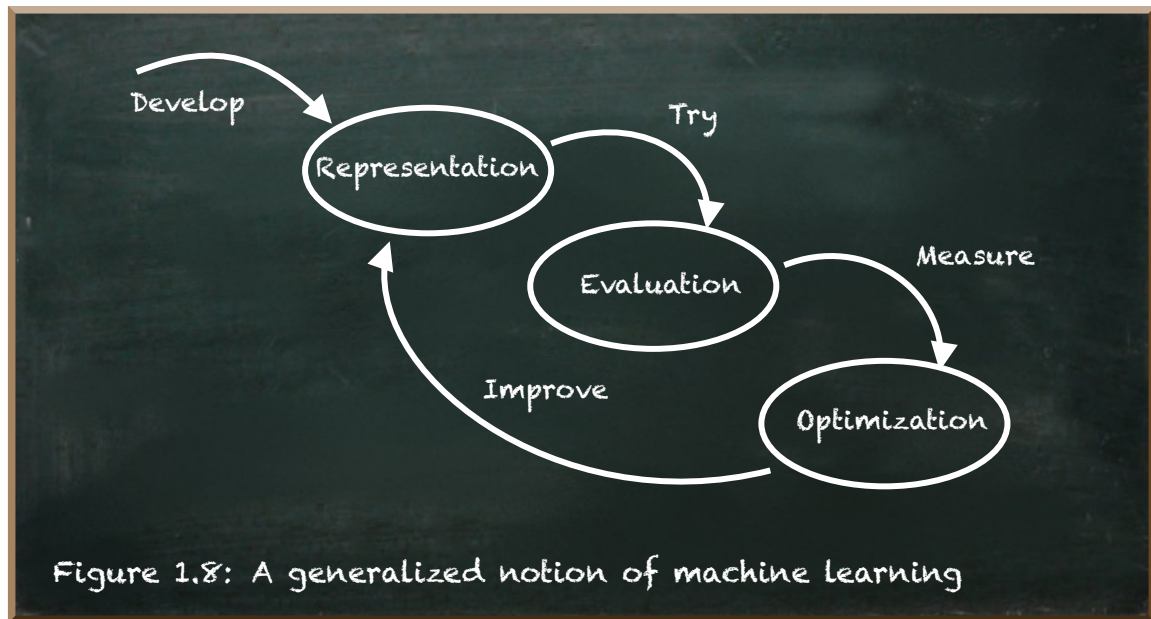 Develop
Try
Representation
Measure
Evaluation
Improve
Optimization
Figure 1.8: A generalized notion of machine learning